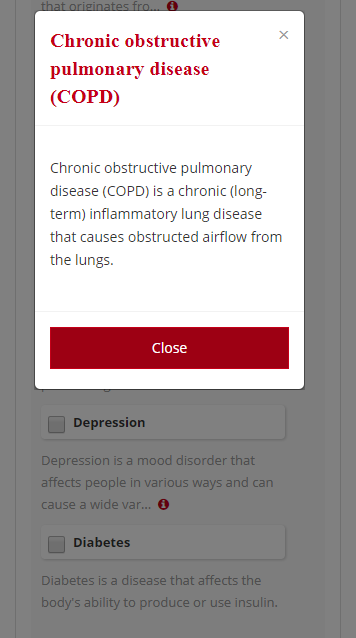 that originates fro...
Chronic obstructive
pulmonary disease
(COPD)
×
Chronic obstructive pulmonary
disease (COPD) is a chronic (long-
term) inflammatory lung disease
that causes obstructed airflow from
the lungs.
Close
Depression
Depression is a mood disorder that
affects people in various ways and can
cause a wide var...
Diabetes
Diabetes is a disease that affects the
body's ability to produce or use insulin.